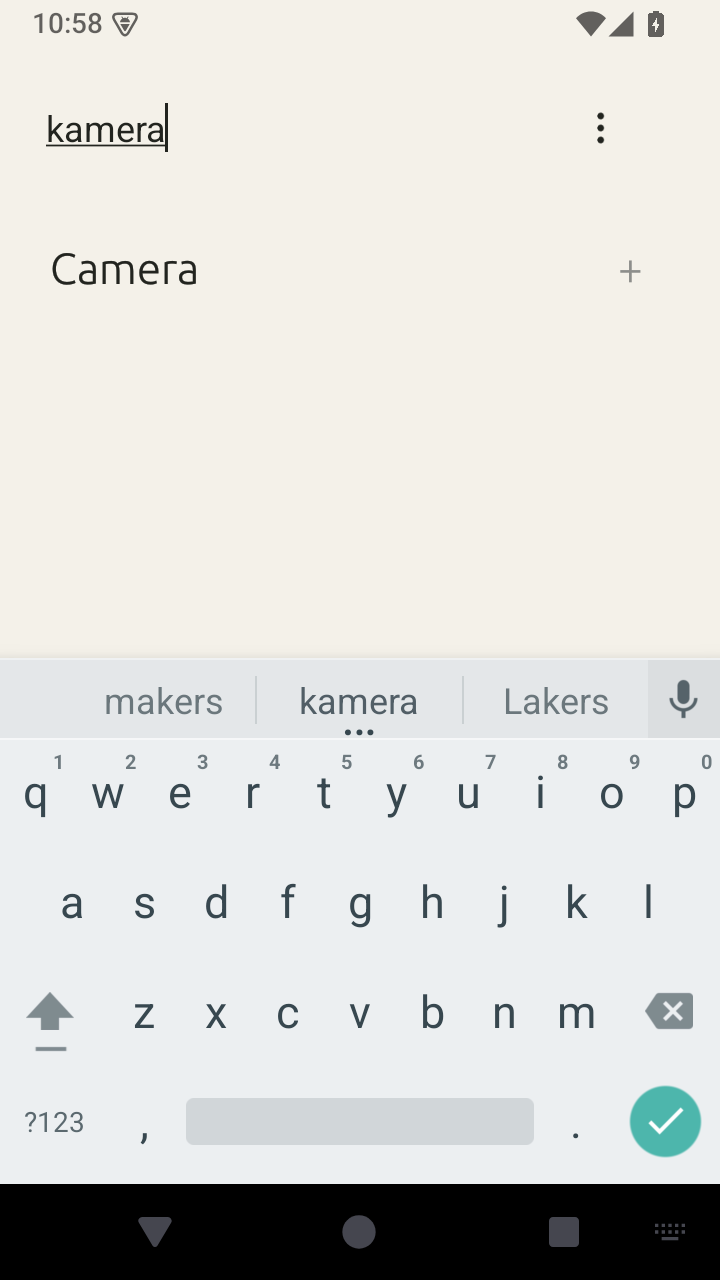 10:58
kamera
Camera +
makers kamera Lakers
1 2 3 4 5 6 7 8 9 0
q w e r t y u i o p
a s d f g h j k l
z x c v b n m
?123 , .